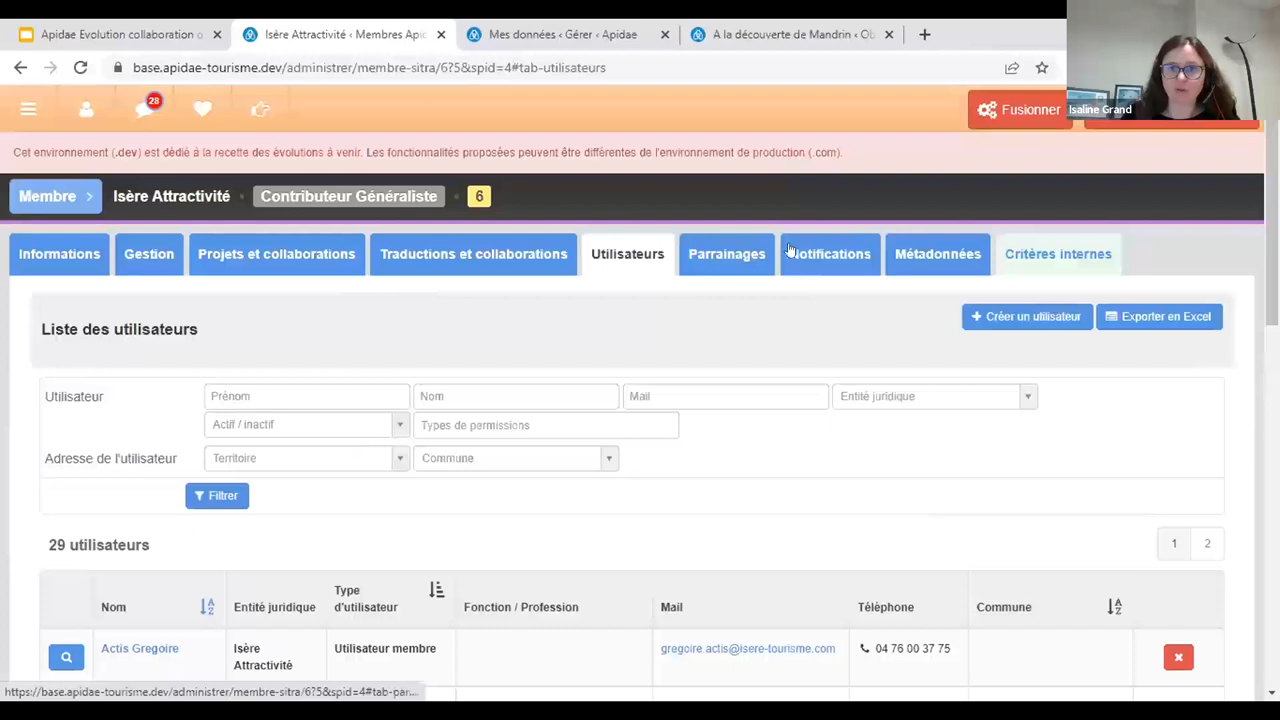 Apidae Evolution collaboration o
Isère Attractivité ‹ Membres Api
Mes données ‹ Gérer ‹ Apidae
A la découverte de Mandrin ‹ Ob
base.apidae-tourisme.dev/administrer/membre-sitra/6?5&spid=4#tab-utilisateurs
28
Fusionner
Isaline Grand
Cet environnement (.dev) est dédié à la recette des évolutions à venir. Les fonctionnalités proposées peuvent être différentes de l'environnement de production (.com).
Membre > Isère Attractivité Contributeur Généraliste 6
Informations Gestion Projets et collaborations Traductions et collaborations Utilisateurs Parrainages Notifications Métadonnées Critères internes
Liste des utilisateurs
Créer un utilisateur Exporter en Excel
Utilisateur Prénom Nom Mail Entité juridique
Actif / inactif Types de permissions
Adresse de l'utilisateur Territoire Commune
Filtrer
29 utilisateurs
1 2
Nom Entité juridique Type d'utilisateur Fonction / Profession Mail Téléphone Commune
Actis Gregoire Isère Attractivité Utilisateur membre gregoire.actis@isere-tourisme.com 04 76 00 37 75
https://base.apidae-tourisme.dev/administrer/membre-sitra/6?5&spid=4#tab-par...